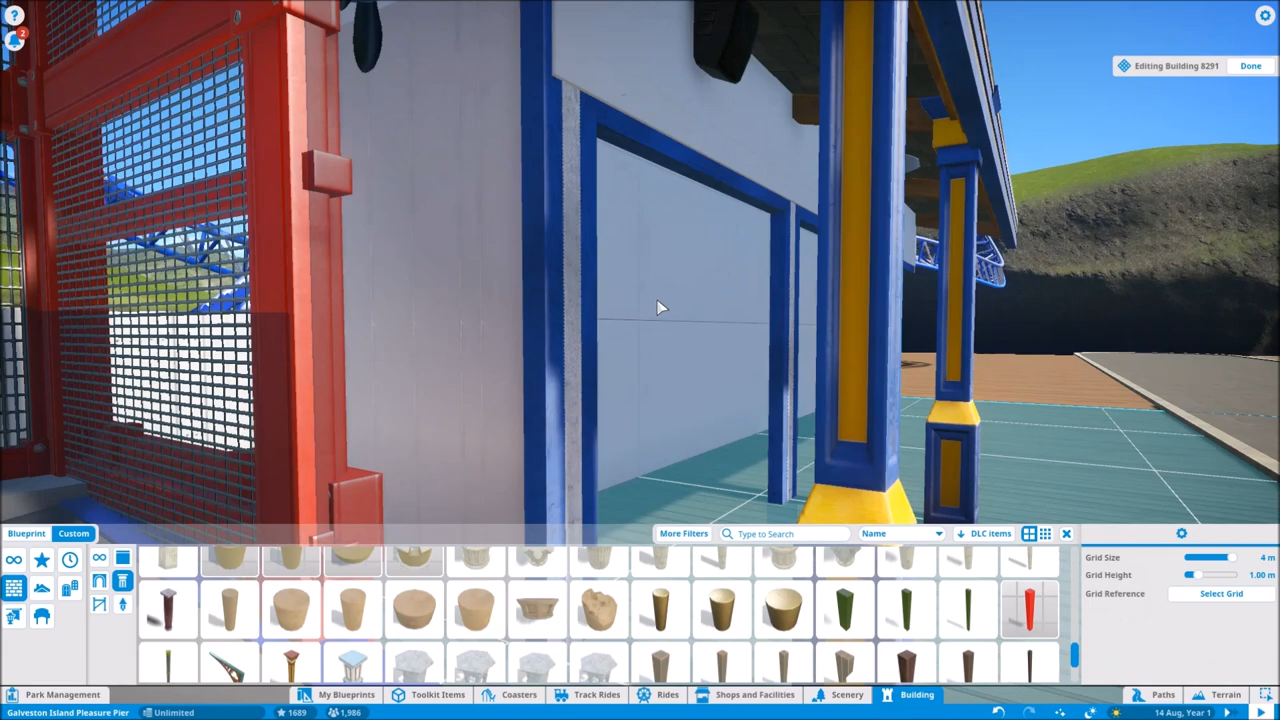 ?
2
Editing Building 8291 Done
Blueprint Custom
More Filters Type to Search Name DLC items
Grid Size 4 m
Grid Height 1.00 m
Grid Reference Select Grid
Park Management My Blueprints Toolkit Items Coasters Track Rides Rides Shops and Facilities Scenery Building Paths Terrain
Galveston Island Pleasure Pier Unlimited 1689 1,986 14 Aug, Year 1